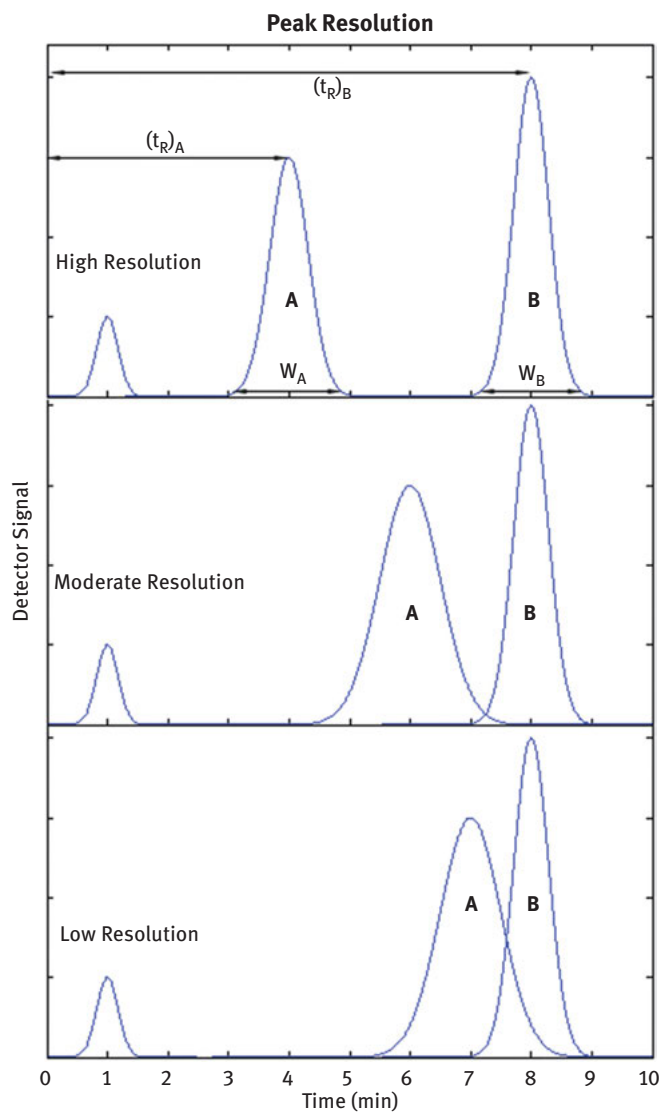 Peak Resolution
(tR)B
(tR)A
High Resolution
A
B
WA
WB
Detector Signal
Moderate Resolution
A
B
Low Resolution
A
B
0 1 2 3 4 5 6 7 8 9 10
Time (min)